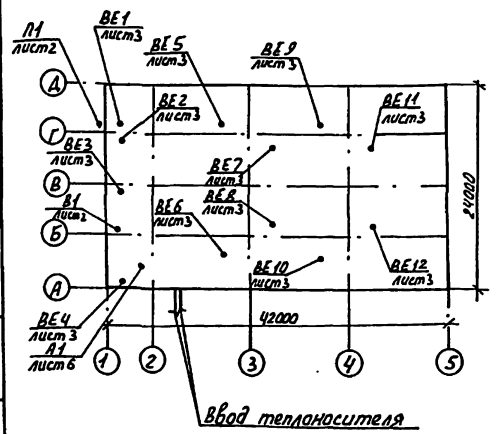 П1
лист2
ВЕ1
лист3
ВЕ5
лист3
ВЕ9
лист3
Д
ВЕ2
лист3
ВЕ11
лист3
Г
ВЕ3
лист3
ВЕ7
лист3
В
В1
лист2
ВЕ6
лист3
ВЕ8
лист3
24000
Б
ВЕ10
лист3
ВЕ12
лист3
А
ВЕ4
лист3
А1
лист6
42000
1
2
3
4
5
Ввод теплоносителя